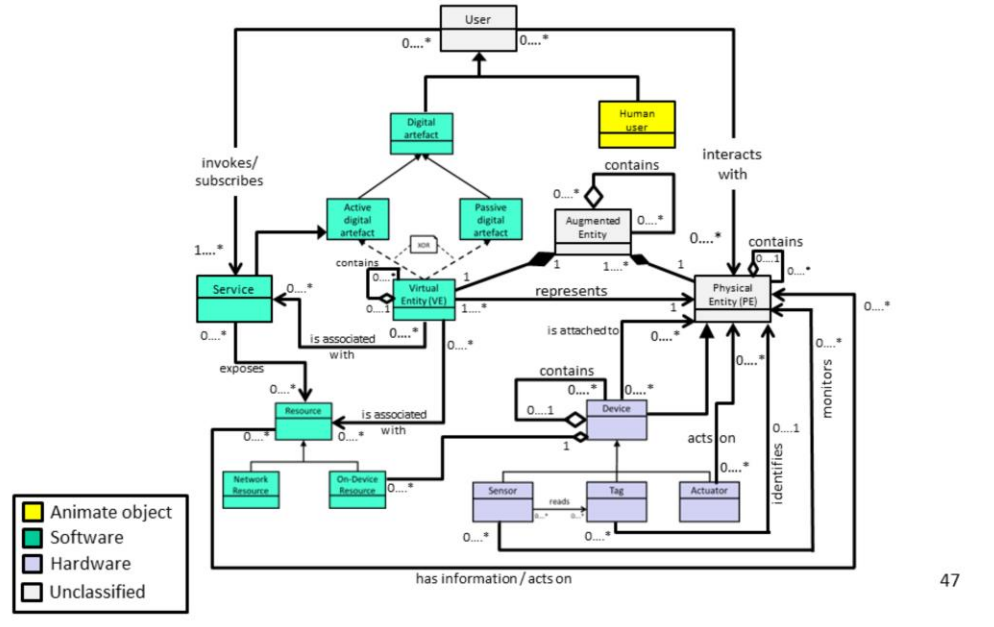 User
0....*
0....*
Digital
artefact
Human
user
invokes/
subscribes
interacts
with
contains
0....*
0....*
Active
digital
artefact
Passive
digital
artefact
Augmented
Entity
XOR
1....*
0....*
contains
0....1
0....*
contains
0....*
0....1
1
1
1....*
1
Service
0....*
Virtual
Entity (VE)
represents
1....*
1
Physical
Entity (PE)
0....*
0....*
is associated
with
0....*
0....*
is attached to
0....*
0....*
0....*
exposes
contains
0....*
0....*
0....1
monitors
0....*
Resource
0....*
0....*
is associated
with
Device
1
acts on
0....1
identifies
0....*
Network
Resource
On-Device
Resource
0....*
Sensor
reads
0...*
0...*
Tag
Actuator
0....*
0....*
has information / acts on
Animate object
Software
Hardware
Unclassified
47